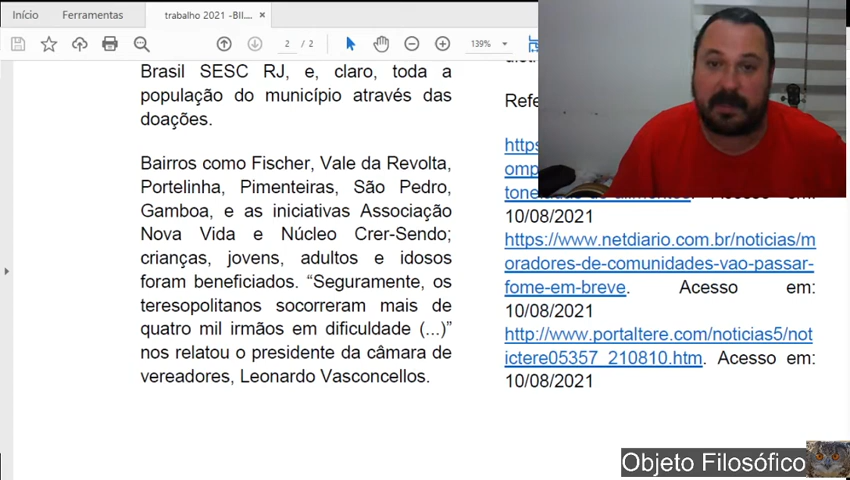 Início
Ferramentas
trabalho 2021 -BII...
2 / 2
139%
Brasil SESC RJ, e, claro, toda a
população do município através das
doações.
Bairros como Fischer, Vale da Revolta,
Portelinha, Pimenteiras, São Pedro,
Gamboa, e as iniciativas Associação
Nova Vida e Núcleo Crer-Sendo;
crianças, jovens, adultos e idosos
foram beneficiados. “Seguramente, os
teresopolitanos socorreram mais de
quatro mil irmãos em dificuldade (...)”
nos relatou o presidente da câmara de
vereadores, Leonardo Vasconcellos.
Refe
https
omp
10/08/2021
https://www.netdiario.com.br/noticias/m
oradores-de-comunidades-vao-passar-
fome-em-breve. Acesso em:
10/08/2021
http://www.portaltere.com/noticias5/not
ictere05357_210810.htm. Acesso em:
10/08/2021
Objeto Filosófico